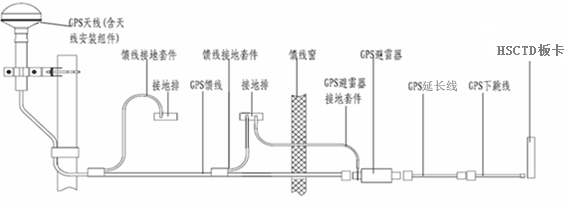 GPS天线(含天
线安装组件)
馈线接地套件
接地排
GPS馈线
馈线接地套件
接地排
馈线窗
GPS避雷器
接地套件
GPS避雷器
GPS延长线
GPS下跳线
HSCTD板卡